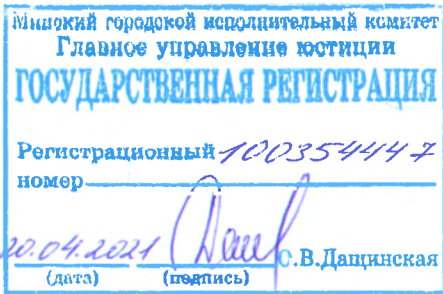 Минский городской исполнительный комитет
Главное управление юстиции
ГОСУДАРСТВЕННАЯ РЕГИСТРАЦИЯ
Регистрационный 100354447
номер
20.04.2021 С.В.Дащинская
(дата) (подпись)